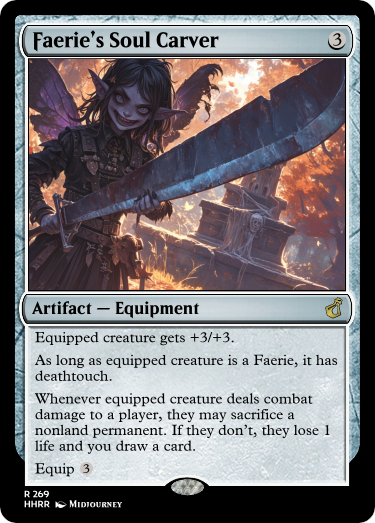 Faerie's Soul Carver 3
Artifact — Equipment
Equipped creature gets +3/+3.
As long as equipped creature is a Faerie, it has
deathtouch.
Whenever equipped creature deals combat
damage to a player, they may sacrifice a
nonland permanent. If they don't, they lose 1
life and you draw a card.
Equip 3
R 269
HHRR Midjourney